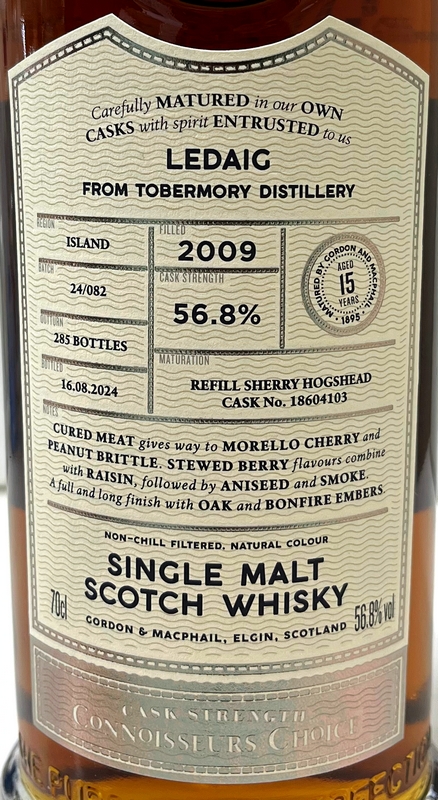 Carefully MATURED in our OWN
CASKS with spirit ENTRUSTED to us
LEDAIG
FROM TOBERMORY DISTILLERY
REGION
ISLAND
BATCH
24/082
OUTTURN
285 BOTTLES
BOTTLED
16.08.2024
FILLED
2009
CASK STRENGTH
56.8%
MATURED BY GORDON AND MACPHAIL
AGED
15
YEARS
· 1895 ·
MATURATION
REFILL SHERRY HOGSHEAD
CASK No. 18604103
NOTES
CURED MEAT gives way to MORELLO CHERRY and
PEANUT BRITTLE. STEWED BERRY flavours combine
with RAISIN, followed by ANISEED and SMOKE.
A full and long finish with OAK and BONFIRE EMBERS.
NON-CHILL FILTERED. NATURAL COLOUR
SINGLE MALT
SCOTCH WHISKY
70cl
GORDON & MACPHAIL, ELGIN, SCOTLAND
56.8% vol
CASK STRENGTH
CONNOISSEURS CHOICE